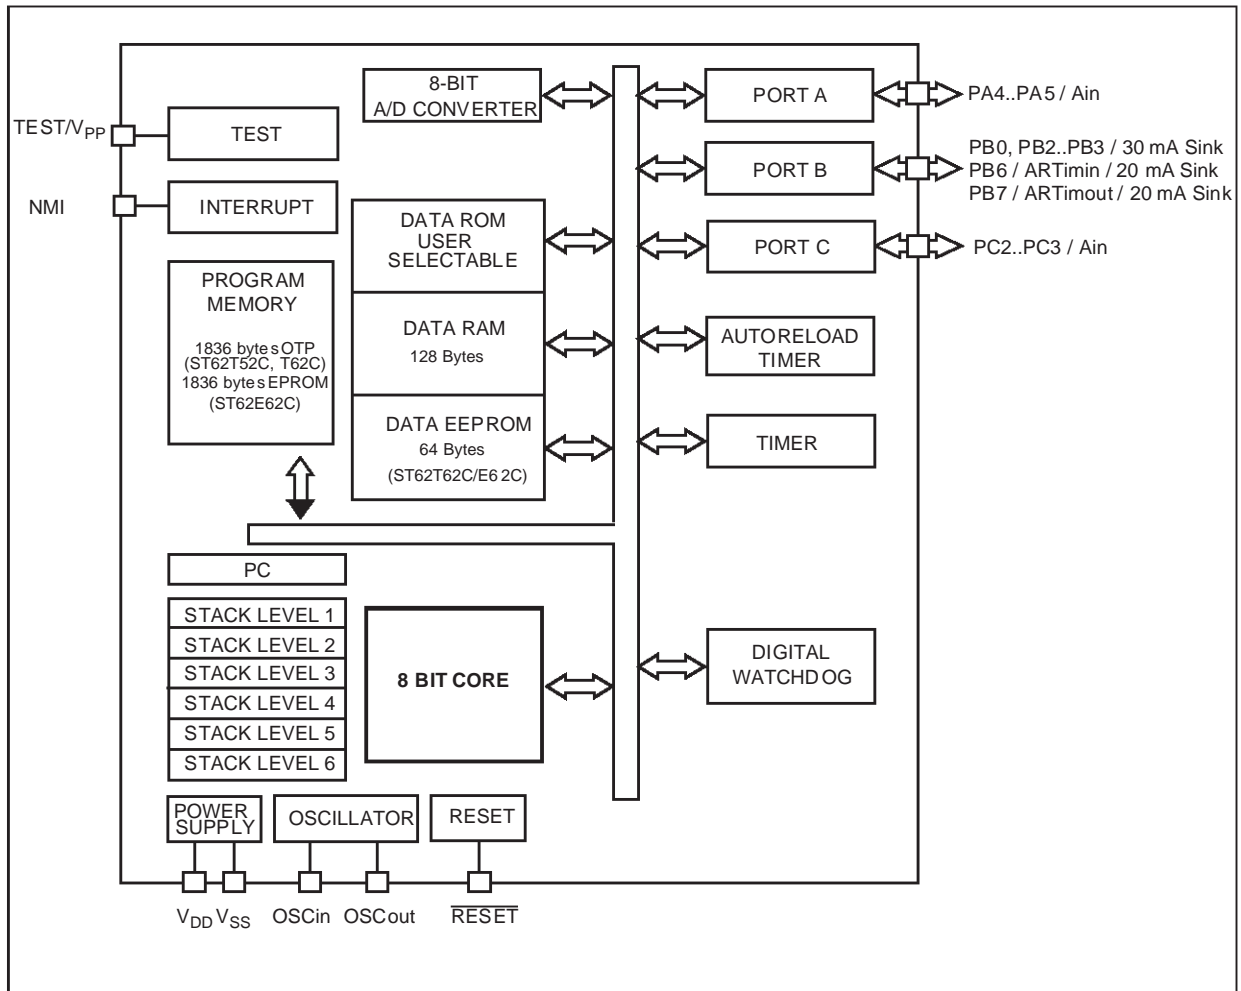 8-BIT
A/D CONVERTER
PORT A
PA4..PA5 / Ain
TEST/VPP
TEST
PORT B
PB0, PB2..PB3 / 30 mA Sink
PB6 / ARTimin / 20 mA Sink
PB7 / ARTimout / 20 mA Sink
NMI
INTERRUPT
DATA ROM
USER
SELECTABLE
PORT C
PC2..PC3 / Ain
PROGRAM
MEMORY
1836 bytes OTP
(ST62T52C, T62C)
1836 bytes EPROM
(ST62E62C)
DATA RAM
128 Bytes
AUTORELOAD
TIMER
DATA EEPROM
64 Bytes
(ST62T62C/E62C)
TIMER
PC
STACK LEVEL 1
STACK LEVEL 2
STACK LEVEL 3
STACK LEVEL 4
STACK LEVEL 5
STACK LEVEL 6
8 BIT CORE
DIGITAL
WATCHDOG
POWER
SUPPLY
OSCILLATOR
RESET
VDD VSS
OSCin
OSCout
RESET